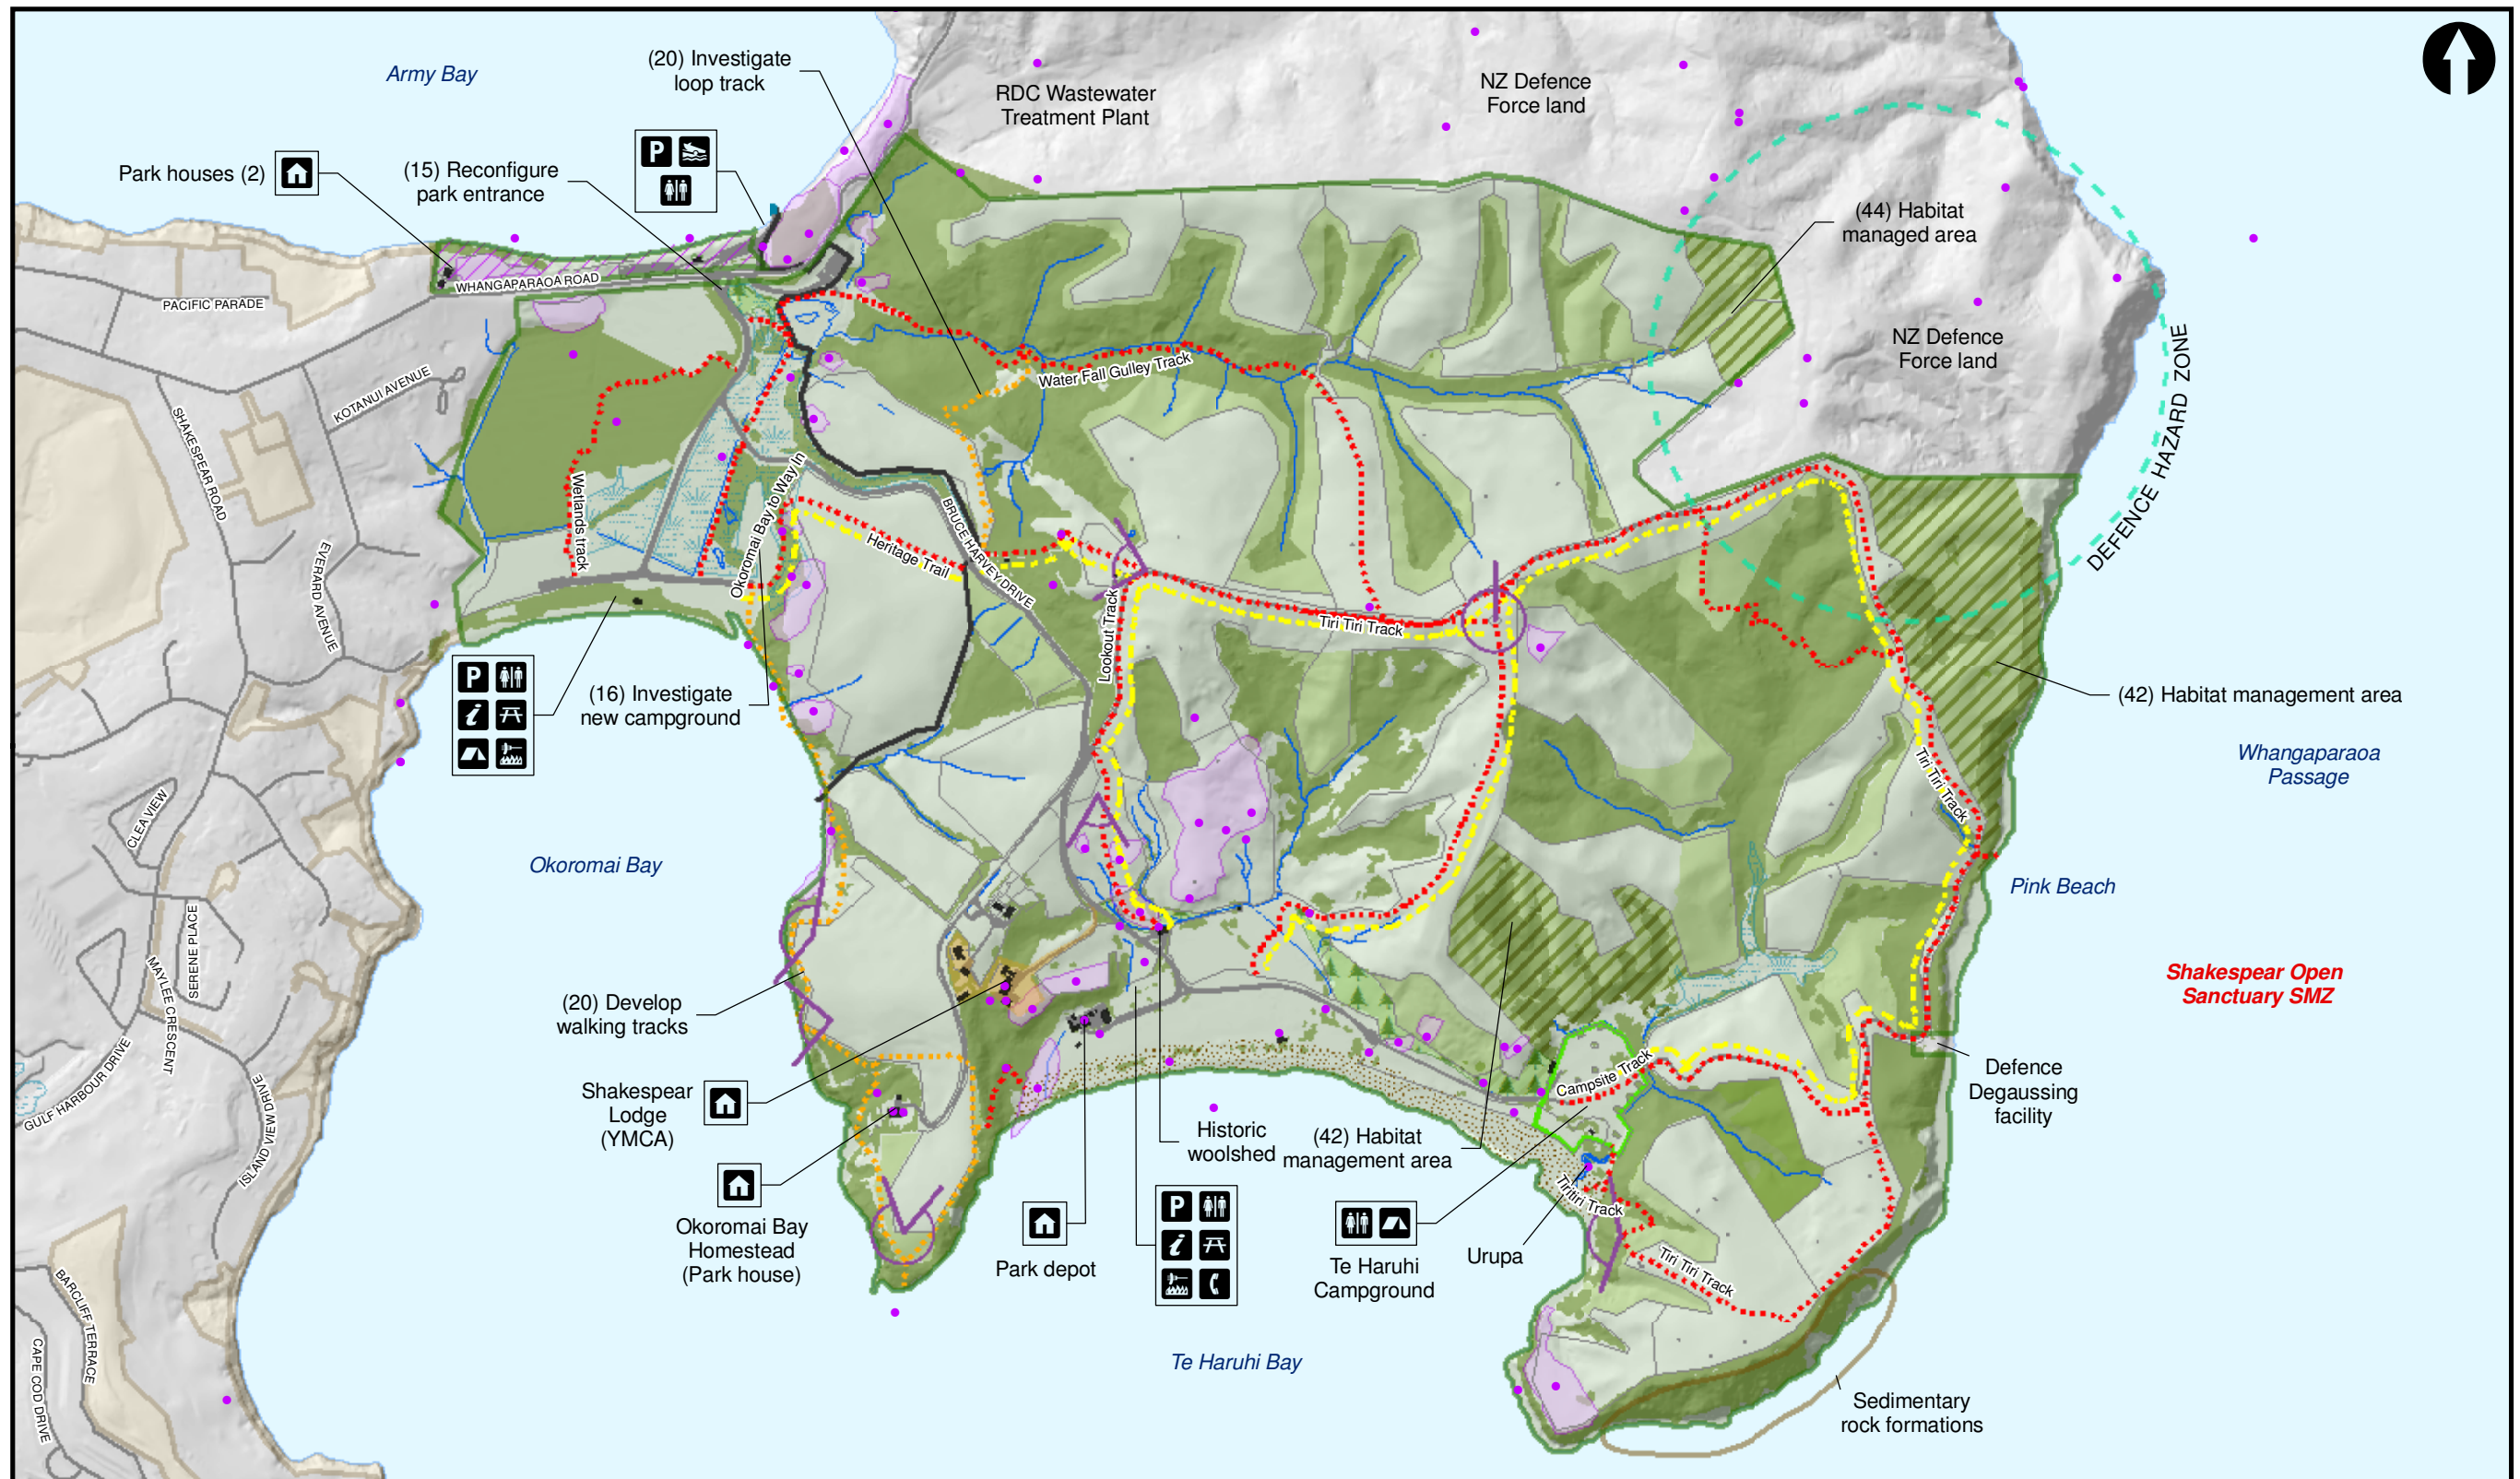 Army Bay
(20) Investigate
loop track
RDC Wastewater
Treatment Plant
NZ Defence
Force land
Park houses (2)
(15) Reconfigure
park entrance
P
(44) Habitat
managed area
WHANGAPARAOA ROAD
PACIFIC PARADE
NZ Defence
Force land
DEFENCE HAZARD ZONE
KOTANUI AVENUE
SHAKESPEAR ROAD
Water Fall Gulley Track
Wetlands track
Okoromai Bay to Way In
Heritage Trail
BRUCE HARVEY DRIVE
EVERARD AVENUE
Lookout Track
Tiri Tiri Track
P
i
(16) Investigate
new campground
(42) Habitat management area
Whangaparaoa
Passage
Tiri Tiri Track
CLEAVIEW
Okoromai Bay
Pink Beach
SERENE PLACE
MAYLEE CRESCENT
Shakespear Open
Sanctuary SMZ
(20) Develop
walking tracks
GULF HARBOUR DRIVE
ISLAND VIEW DRIVE
Shakespear
Lodge
(YMCA)
Campsite Track
Defence
Degaussing
facility
Historic
woolshed
(42) Habitat
management area
Tiritiri Track
Okoromai Bay
Homestead
(Park house)
Park depot
P
i
Te Haruhi
Campground
Urupa
Tiri Tiri Track
BARCLIFF TERRACE
CAPE COD DRIVE
Te Haruhi Bay
Sedimentary
rock formations